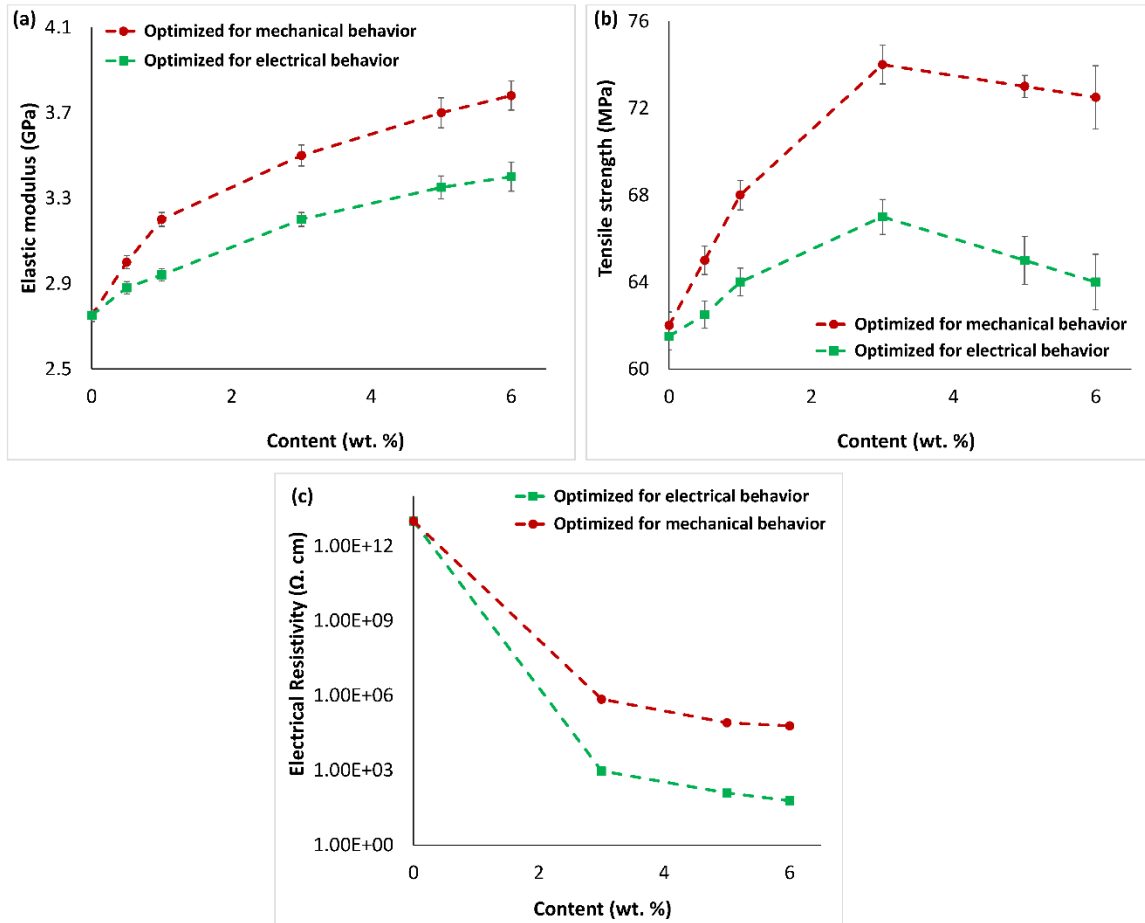 (a)
4.1
3.7
3.3
2.9
2.5
Elastic modulus (GPa)
Optimized for mechanical behavior
Optimized for electrical behavior
0 2 4 6
Content (wt. %)
(b)
76
72
68
64
60
Tensile strength (MPa)
Optimized for mechanical behavior
Optimized for electrical behavior
0 2 4 6
Content (wt. %)
(c)
Optimized for electrical behavior
Optimized for mechanical behavior
1.00E+12
1.00E+09
1.00E+06
1.00E+03
1.00E+00
Electrical Resistivity (Ω. cm)
0 2 4 6
Content (wt. %)